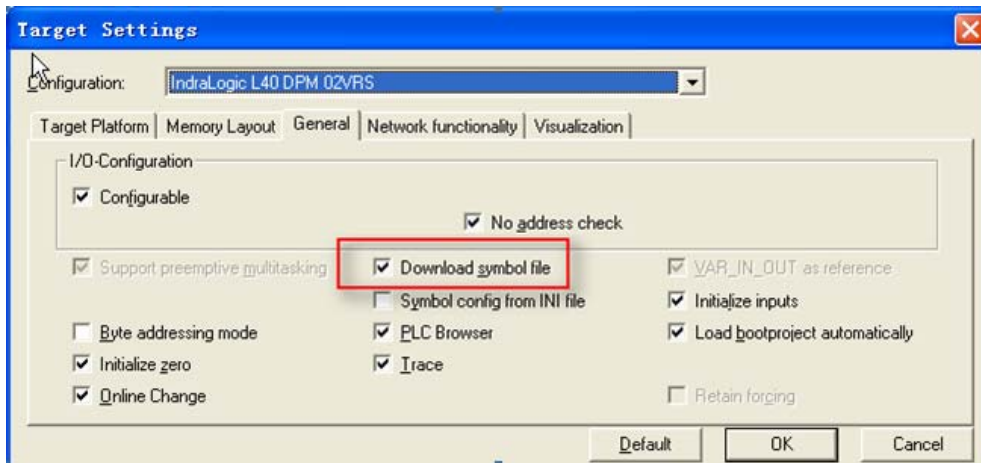 Target Settings
Configuration: IndraLogic L40 DPM 02VRS
Target Platform Memory Layout General Network functionality Visualization
I/O-Configuration
Configurable
No address check
Support preemptive multitasking Download symbol file VAR_IN_OUT as reference
Symbol config from INI file Initialize inputs
Byte addressing mode PLC Browser Load bootproject automatically
Initialize zero Trace
Online Change Retain forcing
Default OK Cancel